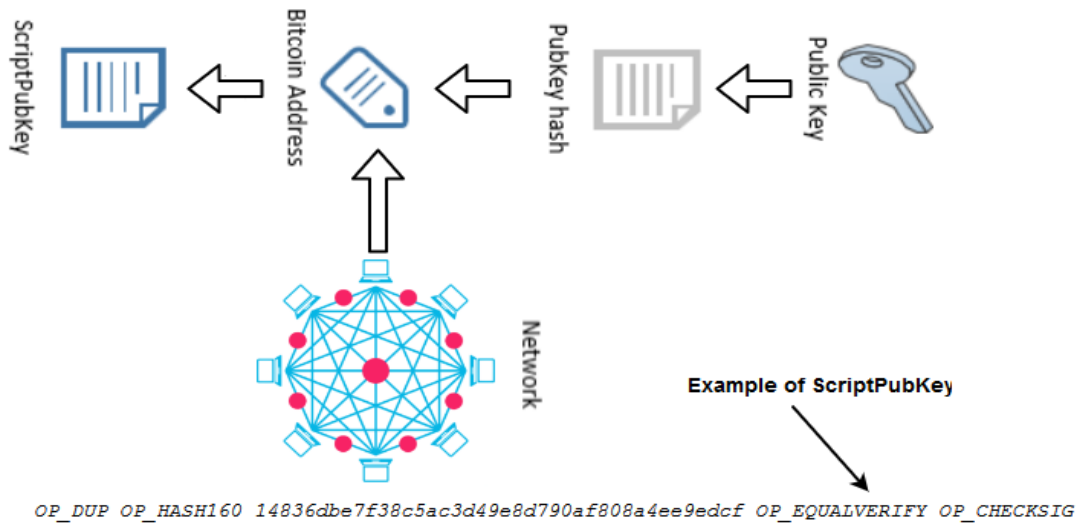 ScriptPubKey
Bitcoin Address
PubKey hash
Public Key
Network
Example of ScriptPubKey
OP_DUP OP_HASH160 14836dbe7f38c5ac3d49e8d790af808a4ee9edcf OP_EQUALVERIFY OP_CHECKSIG